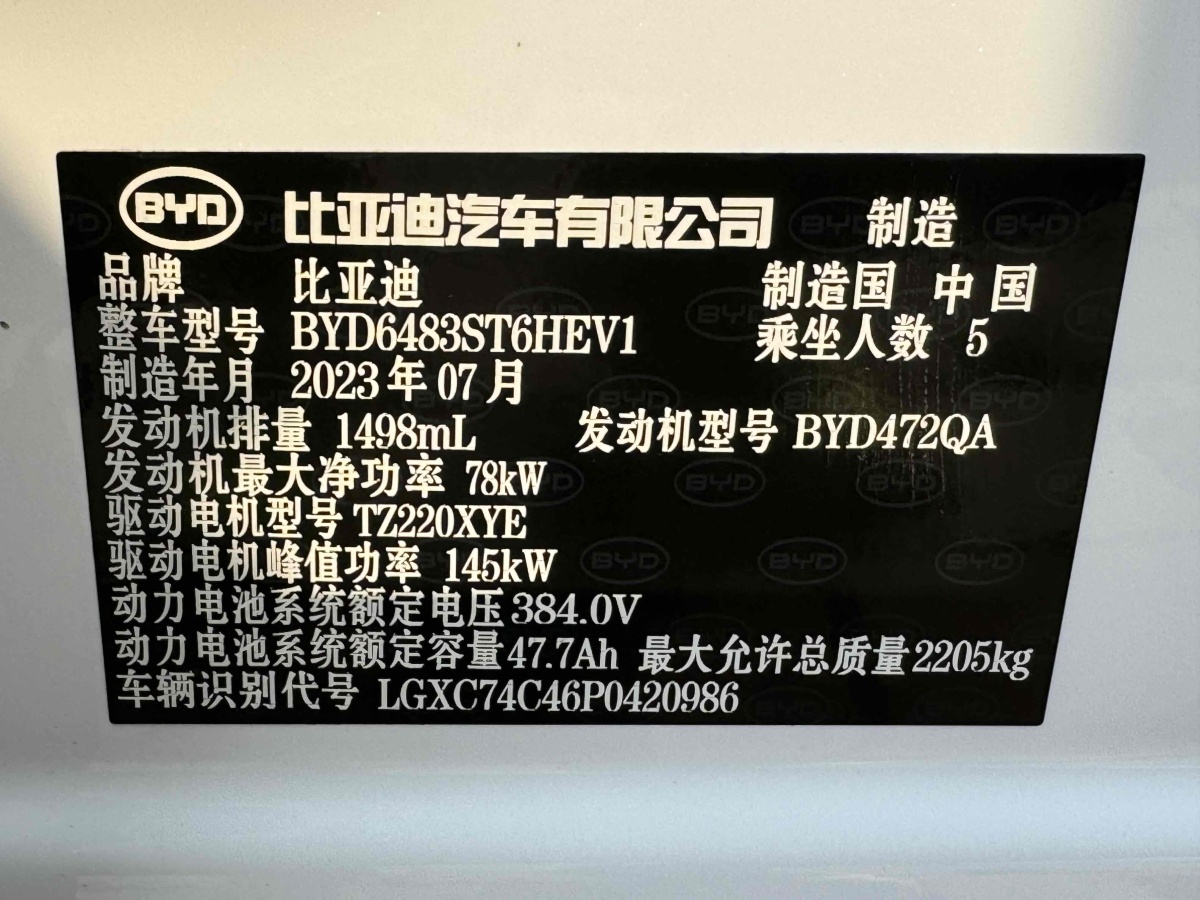 BYD 比亚迪汽车有限公司 制造
品牌 比亚迪 制造国 中国
整车型号 BYD6483ST6HEV1 乘坐人数 5
制造年月 2023年07月
发动机排量 1498mL 发动机型号 BYD472QA
发动机最大净功率 78kW
驱动电机型号 TZ220XYE
驱动电机峰值功率 145kW
动力电池系统额定电压 384.0V
动力电池系统额定容量 47.7Ah 最大允许总质量 2205kg
车辆识别代号 LGXC74C46P0420986